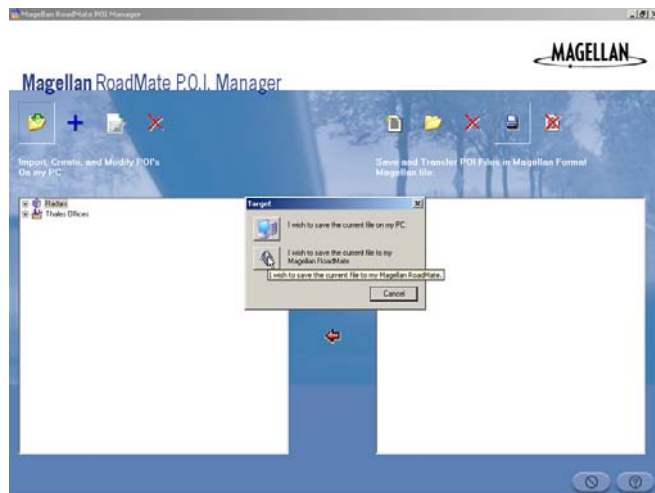 Magellan RoadMate POI Manager
MAGELLAN
Magellan RoadMate P.O.I. Manager
Import, Create, and Modify POI's
On my PC
Save and Transfer POI Files in Magellan Format
Magellan file.
Radars
Thales Offices
Target
I wish to save the current file on my PC.
I wish to save the current file to my
Magellan RoadMate.
I wish to save the current file to my Magellan RoadMate.
Cancel